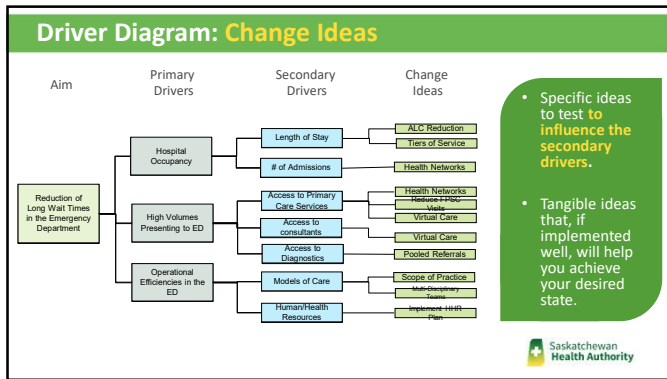 Driver Diagram: Change Ideas
Aim
Primary
Drivers
Secondary
Drivers
Change
Ideas
Reduction of
Long Wait Times
in the Emergency
Department
Hospital
Occupancy
High Volumes
Presenting to ED
Operational
Efficiencies in the
ED
Length of Stay
# of Admissions
Access to Primary
Care Services
Access to
consultants
Access to
Diagnostics
Models of Care
Human/Health
Resources
ALC Reduction
Tiers of Service
Health Networks
Health Networks
Reduce FPSC
Visits
Virtual Care
Virtual Care
Pooled Referrals
Scope of Practice
Multi-Disciplinary
Teams
Implement HHR
Plan
• Specific ideas
to test to
influence the
secondary
drivers.
• Tangible ideas
that, if
implemented
well, will help
you achieve
your desired
state.
Saskatchewan
Health Authority